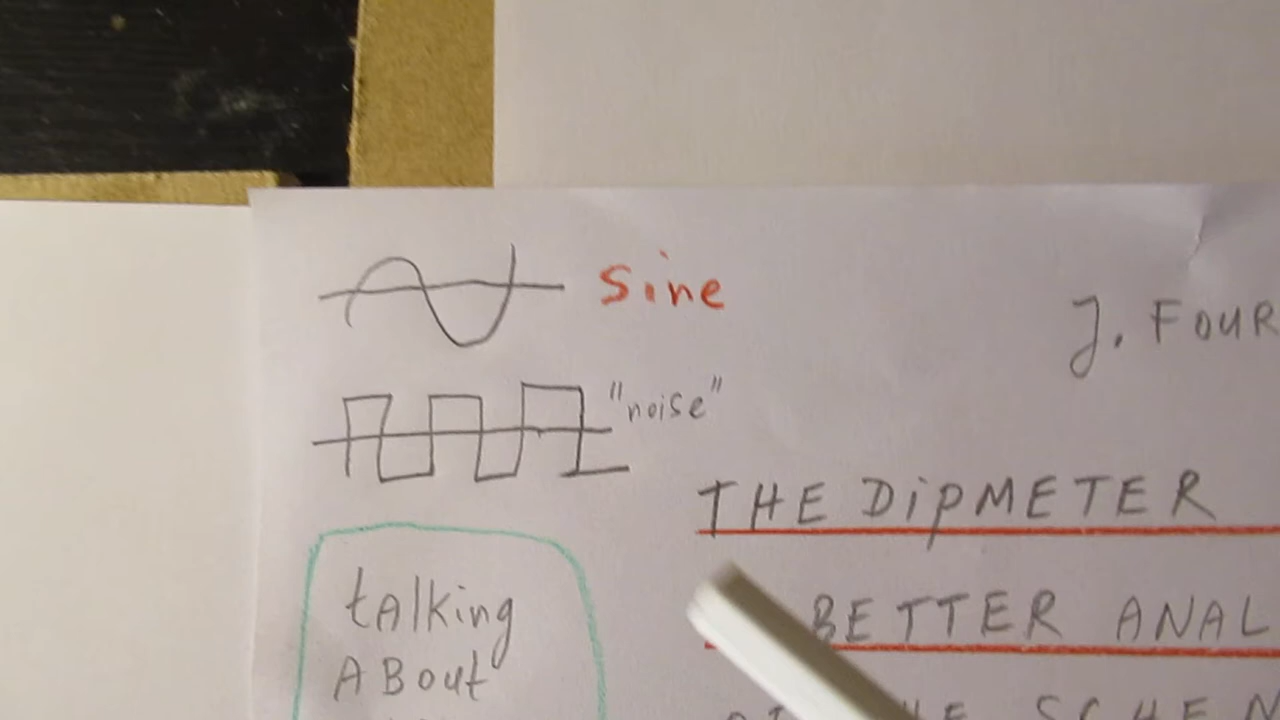 sine
J. FOUR
"noise"
THE DipMETER
BETTER ANAL
tAlking
ABout